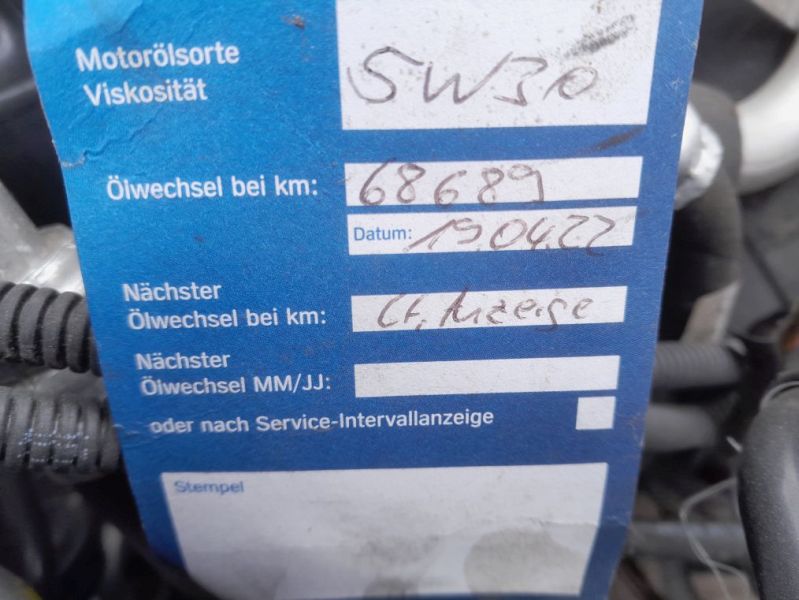 Motorölsorte
Viskosität
5W30
Ölwechsel bei km: 68689
Datum: 19.04.22
Nächster
Ölwechsel bei km: lt. Anzeige
Nächster
Ölwechsel MM/JJ:
oder nach Service-Intervallanzeige
Stempel